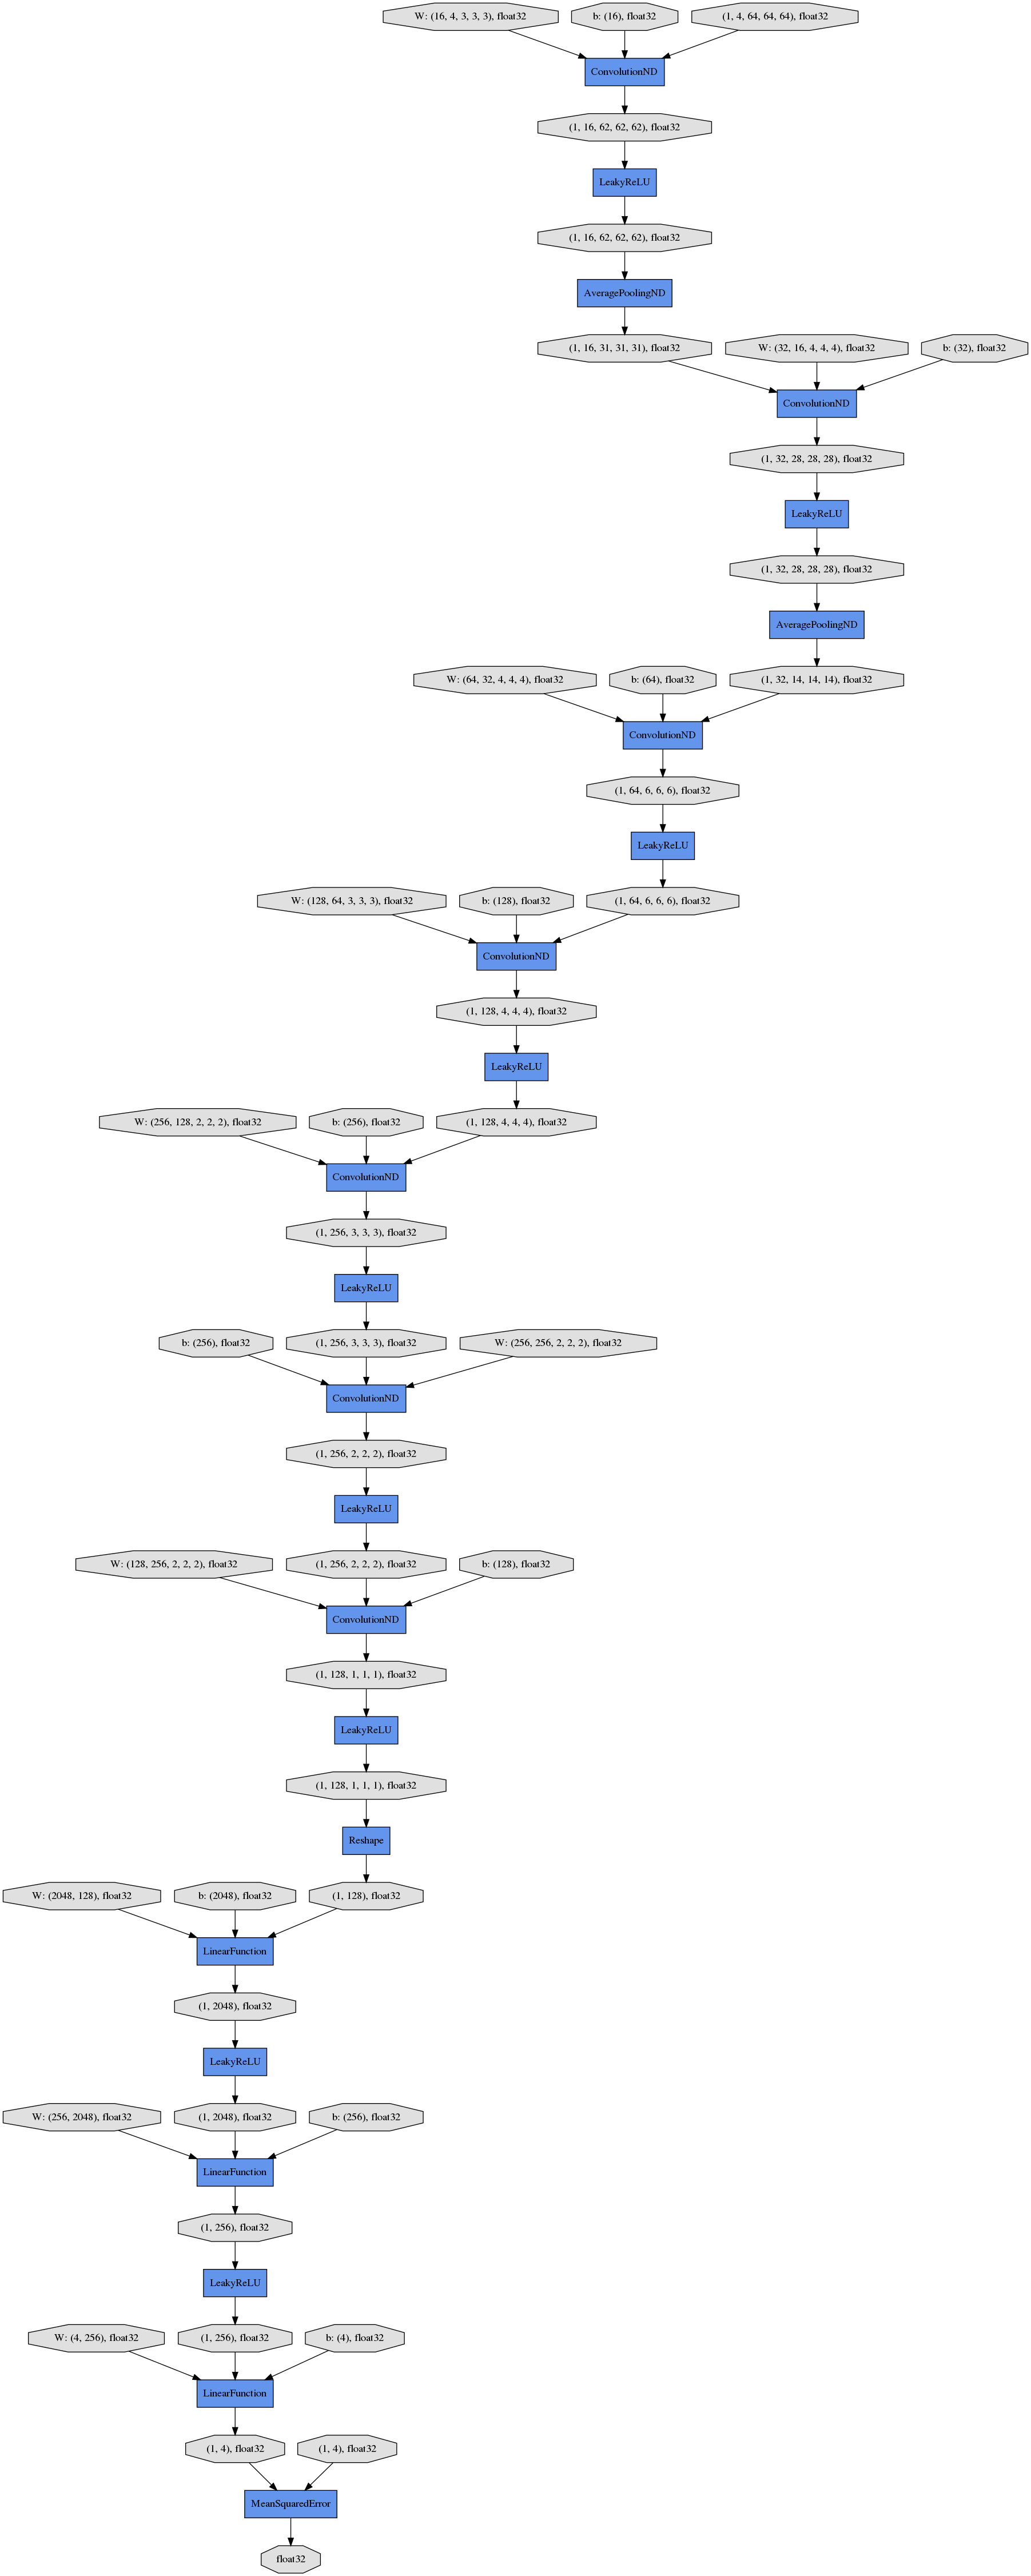 W: (16, 4, 3, 3, 3), float32
b: (16), float32
(1, 4, 64, 64, 64), float32
ConvolutionND
(1, 16, 62, 62, 62), float32
LeakyReLU
(1, 16, 62, 62, 62), float32
AveragePoolingND
(1, 16, 31, 31, 31), float32
W: (32, 16, 4, 4, 4), float32
b: (32), float32
ConvolutionND
(1, 32, 28, 28, 28), float32
LeakyReLU
(1, 32, 28, 28, 28), float32
AveragePoolingND
W: (64, 32, 4, 4, 4), float32
b: (64), float32
(1, 32, 14, 14, 14), float32
ConvolutionND
(1, 64, 6, 6, 6), float32
LeakyReLU
W: (128, 64, 3, 3, 3), float32
b: (128), float32
(1, 64, 6, 6, 6), float32
ConvolutionND
(1, 128, 4, 4, 4), float32
LeakyReLU
W: (256, 128, 2, 2, 2), float32
b: (256), float32
(1, 128, 4, 4, 4), float32
ConvolutionND
(1, 256, 3, 3, 3), float32
LeakyReLU
b: (256), float32
(1, 256, 3, 3, 3), float32
W: (256, 256, 2, 2, 2), float32
ConvolutionND
(1, 256, 2, 2, 2), float32
LeakyReLU
W: (128, 256, 2, 2, 2), float32
(1, 256, 2, 2, 2), float32
b: (128), float32
ConvolutionND
(1, 128, 1, 1, 1), float32
LeakyReLU
(1, 128, 1, 1, 1), float32
Reshape
W: (2048, 128), float32
b: (2048), float32
(1, 128), float32
LinearFunction
(1, 2048), float32
LeakyReLU
W: (256, 2048), float32
(1, 2048), float32
b: (256), float32
LinearFunction
(1, 256), float32
LeakyReLU
W: (4, 256), float32
(1, 256), float32
b: (4), float32
LinearFunction
(1, 4), float32
(1, 4), float32
MeanSquaredError
float32